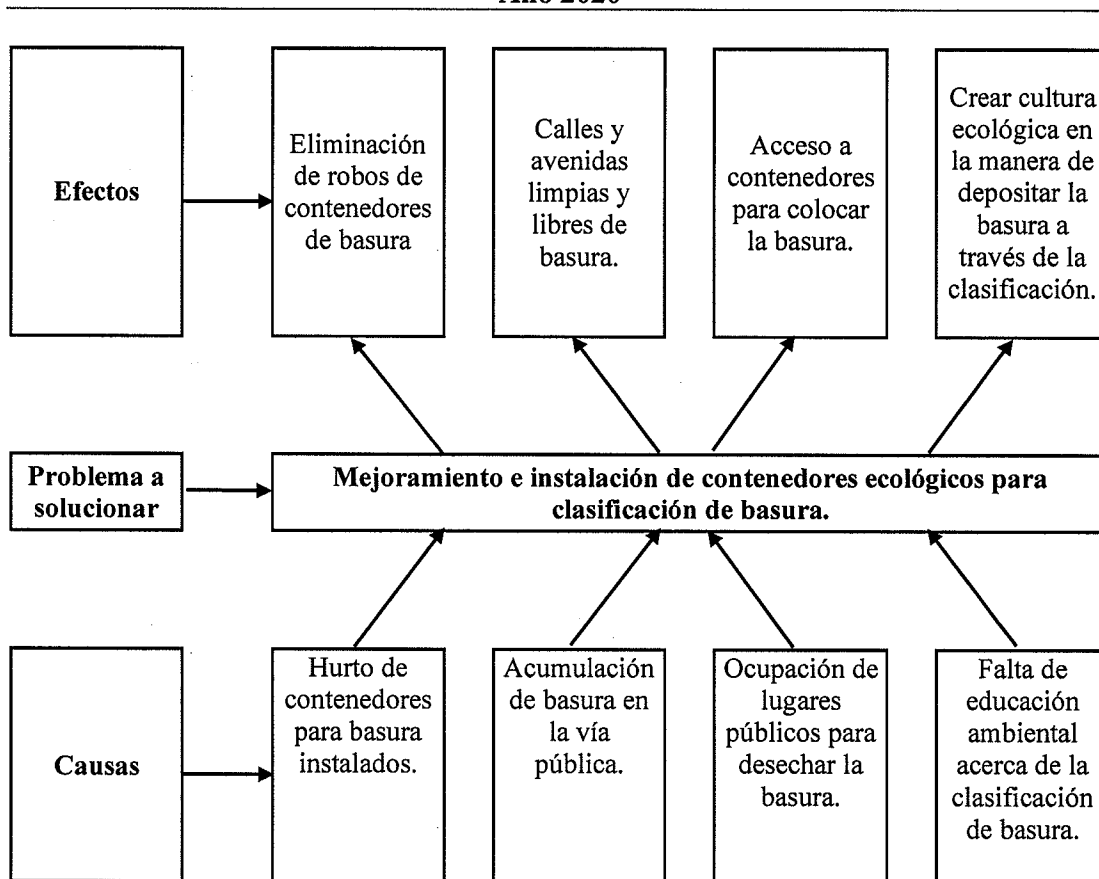 Año 2020
Efectos
Eliminación
de robos de
contenedores
de basura
Calles y
avenidas
limpias y
libres de
basura.
Acceso a
contenedores
para colocar
la basura.
Crear cultura
ecológica en
la manera de
depositar la
basura a
través de la
clasificación.
Problema a
solucionar
Mejoramiento e instalación de contenedores ecológicos para
clasificación de basura.
Causas
Hurto de
contenedores
para basura
instalados.
Acumulación
de basura en
la vía
pública.
Ocupación de
lugares
públicos para
desechar la
basura.
Falta de
educación
ambiental
acerca de la
clasificación
de basura.